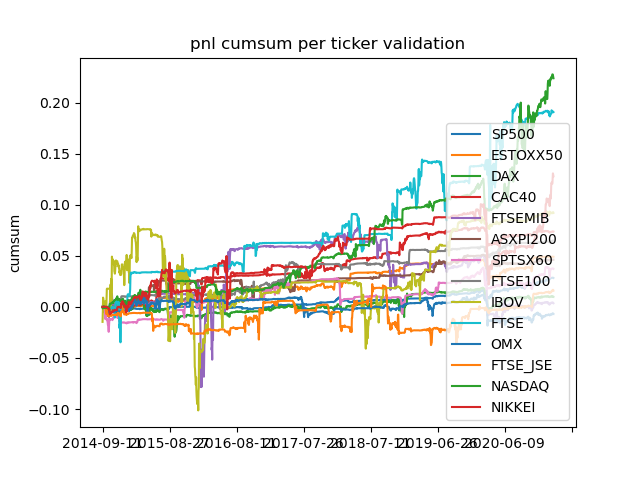 pnl cumsum per ticker validation
cumsum
0.20
0.15
0.10
0.05
0.00
−0.05
−0.10
SP500
ESTOXX50
DAX
CAC40
FTSEMIB
ASXPI200
SPTSX60
FTSE100
IBOV
FTSE
OMX
FTSE_JSE
NASDAQ
NIKKEI
2014-09-11 2015-08-27 2016-08-11 2017-07-26 2018-07-11 2019-06-26 2020-06-09